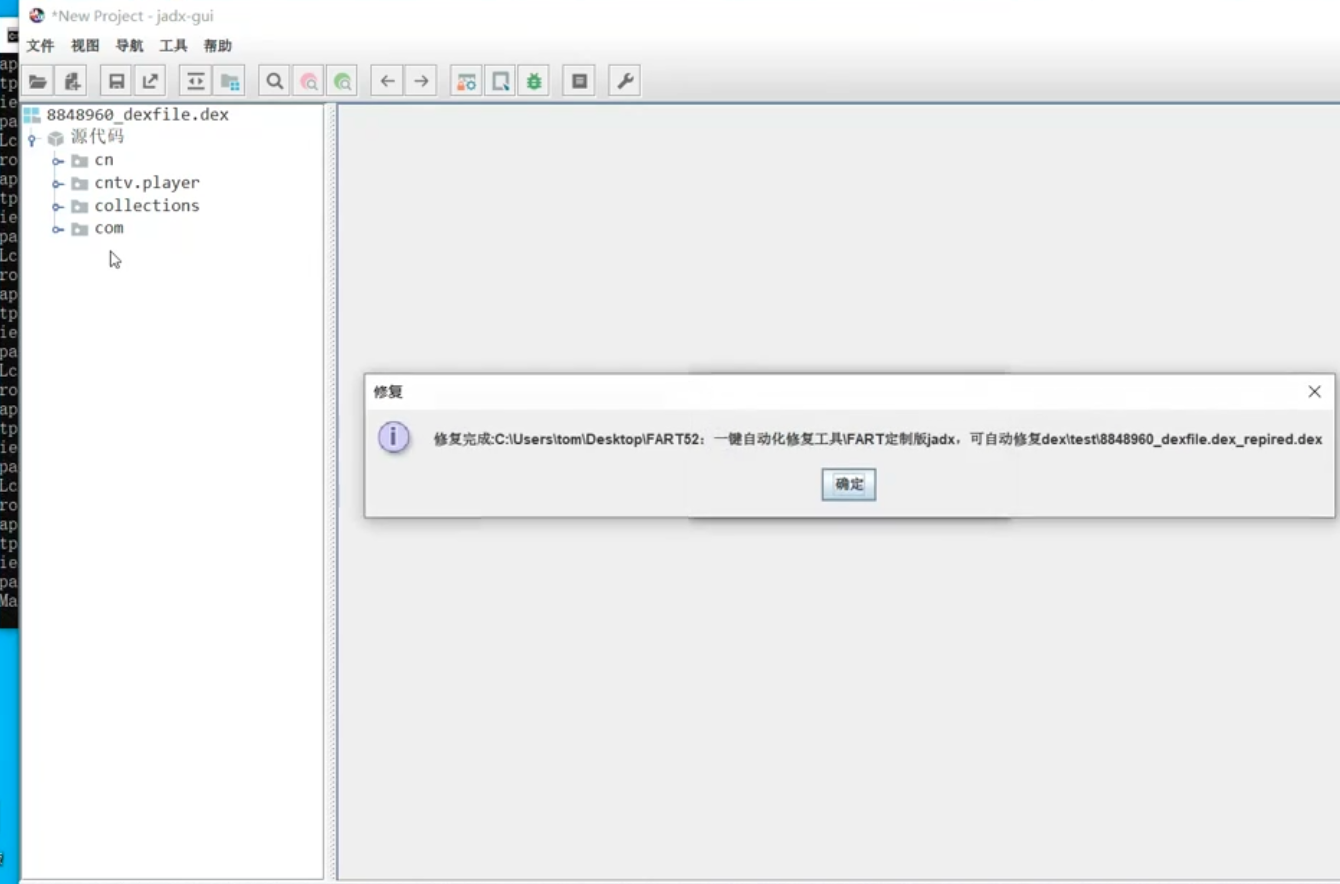 *New Project - jadx-gui
文件 视图 导航 工具 帮助
8848960_dexfile.dex
源代码
cn
cntv.player
collections
com
修复
修复完成:C:\Users\tom\Desktop\FART52：一键自动化修复工具\FART定制版jadx，可自动修复dex\test\8848960_dexfile.dex_repired.dex
确定
ap
tp
ie
pa
Lc
ro
ap
tp
ie
pa
Lc
ro
ap
tp
ie
pa
Lc
ro
ap
tp
ie
pa
Lc
ro
ap
tp
ie
pa
Ma